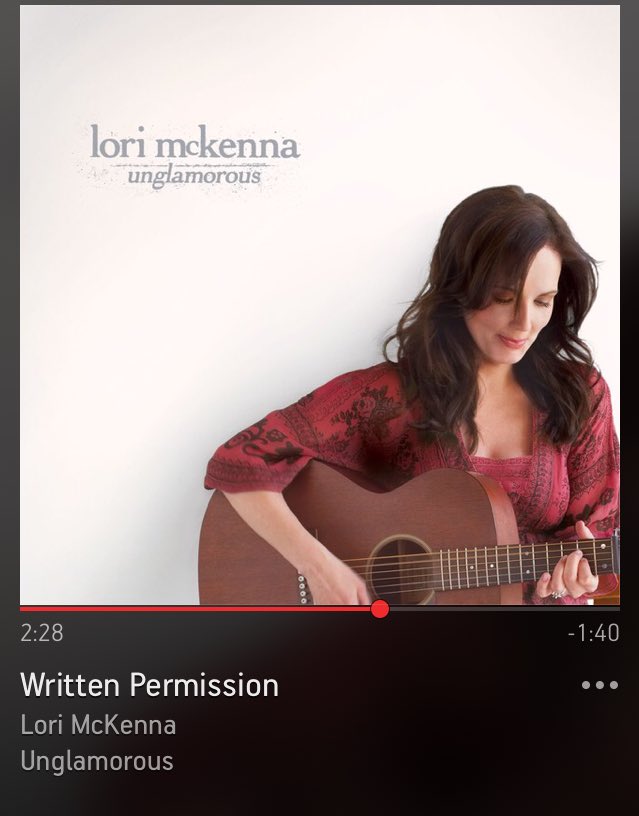 lori mckenna
unglamorous
2:28
-1:40
Written Permission
Lori McKenna
Unglamorous